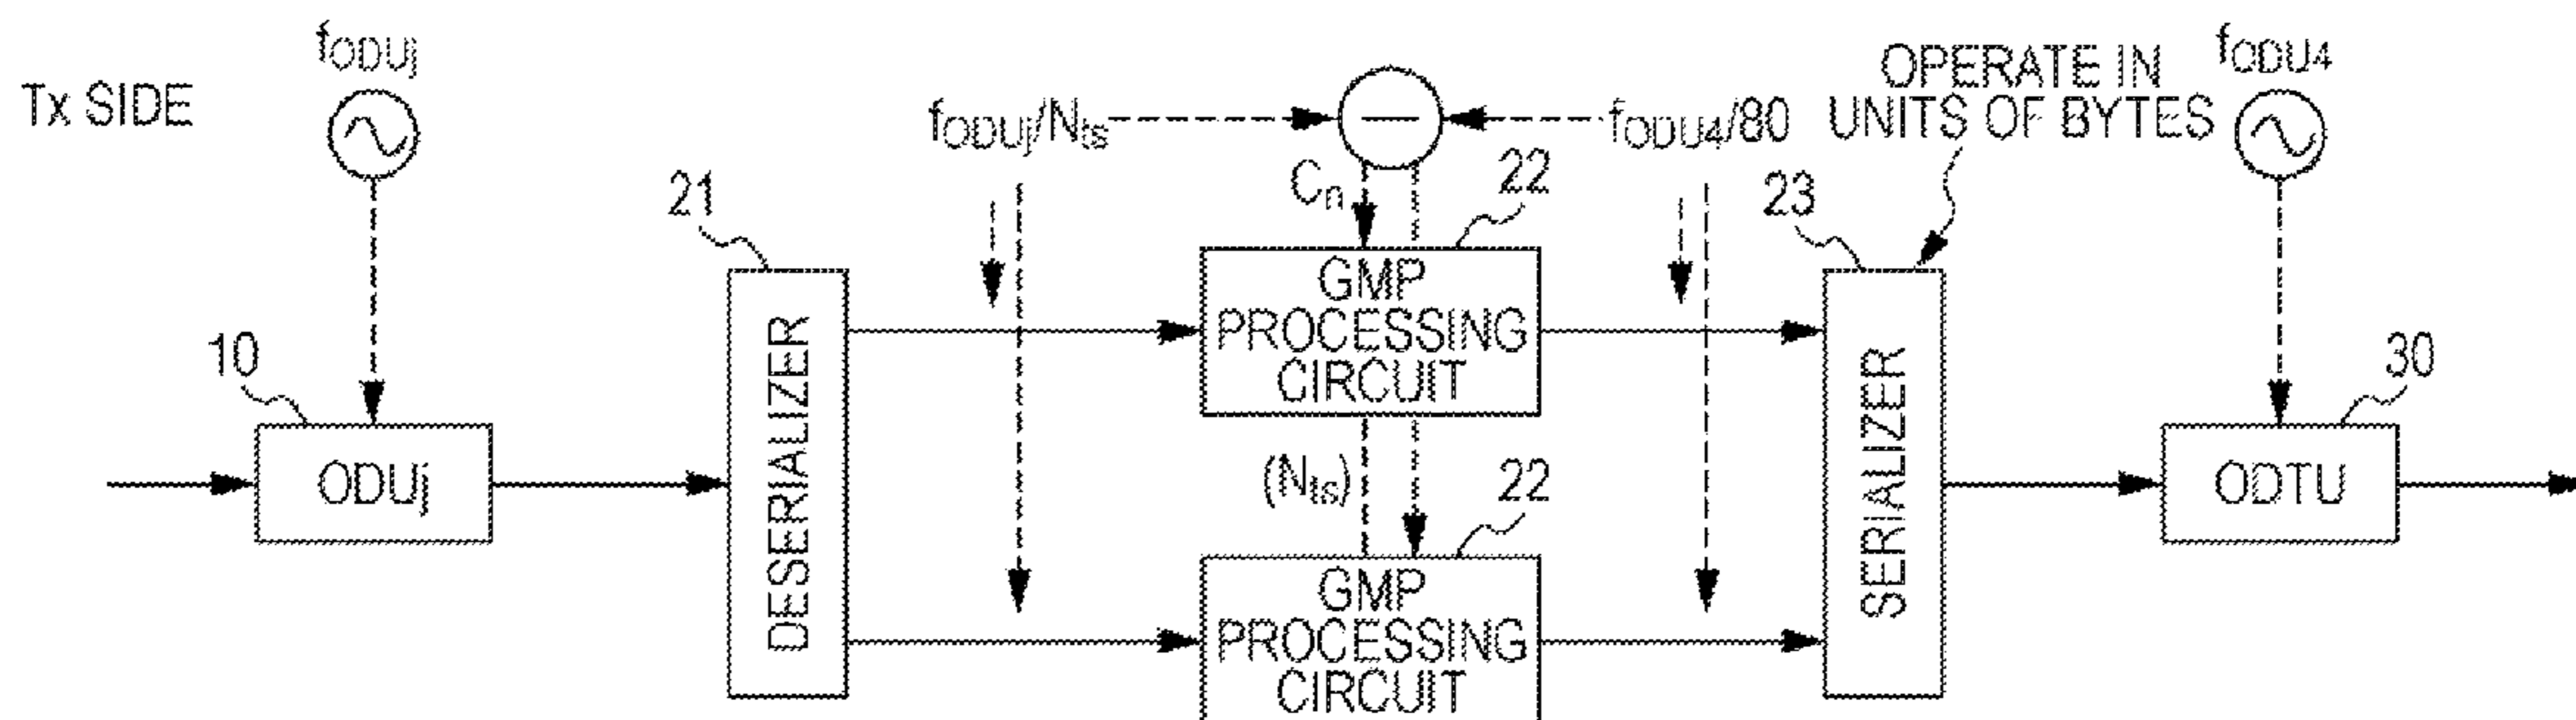 Tx SIDE
fODUj
fODUj/Nts
fODU4/80
OPERATE IN
UNITS OF BYTES
fODU4
Cn
21
22
23
10
30
ODUj
DESERIALIZER
GMP
PROCESSING
CIRCUIT
(Nts)
22
GMP
PROCESSING
CIRCUIT
SERIALIZER
ODTU